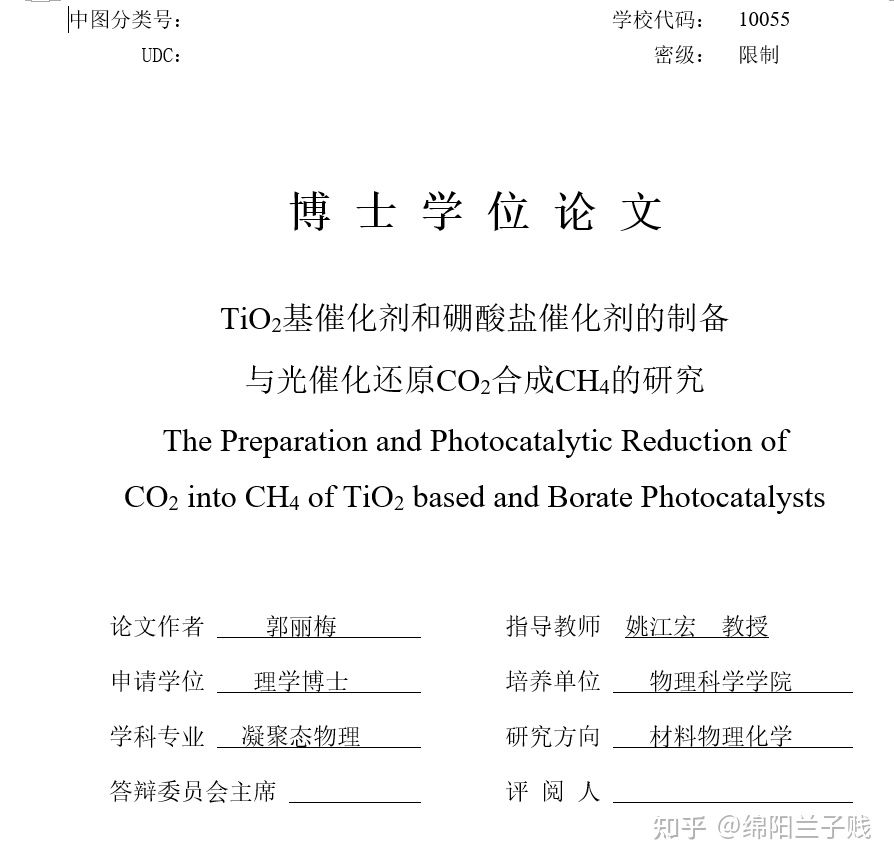 中图分类号： 学校代码： 10055
UDC： 密级： 限制
博士学位论文
TiO₂基催化剂和硼酸盐催化剂的制备
与光催化还原CO₂合成CH₄的研究
The Preparation and Photocatalytic Reduction of
CO₂ into CH₄ of TiO₂ based and Borate Photocatalysts
论文作者 郭丽梅 指导教师 姚江宏 教授
申请学位 理学博士 培养单位 物理科学学院
学科专业 凝聚态物理 研究方向 材料物理化学
答辩委员会主席 评 阅 人
知乎 @绵阳兰子贱